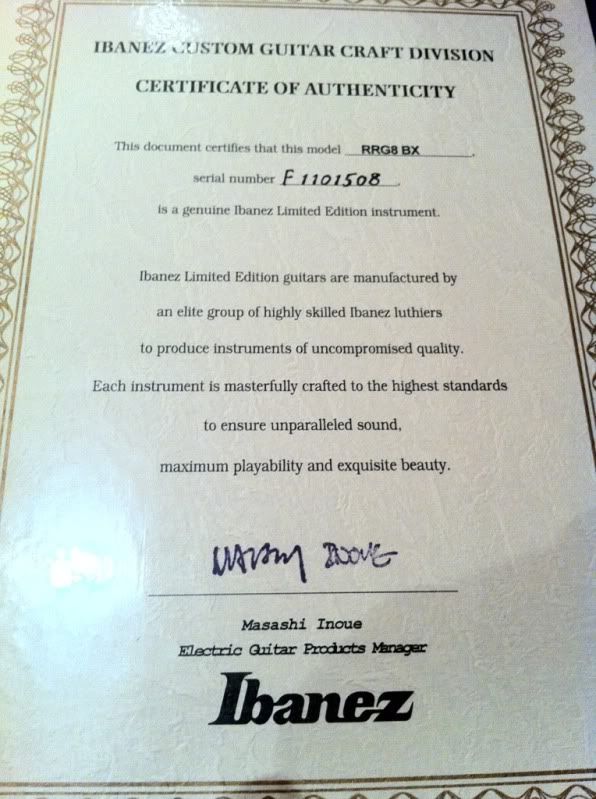 IBANEZ CUSTOM GUITAR CRAFT DIVISION
CERTIFICATE OF AUTHENTICITY
This document certifies that this model RRG8 BX,
serial number F1101508.
is a genuine Ibanez Limited Edition instrument.
Ibanez Limited Edition guitars are manufactured by
an elite group of highly skilled Ibanez luthiers
to produce instruments of uncompromised quality.
Each instrument is masterfully crafted to the highest standards
to ensure unparalleled sound,
maximum playability and exquisite beauty.
Masashi Inoue
Electric Guitar Products Manager
Ibanez